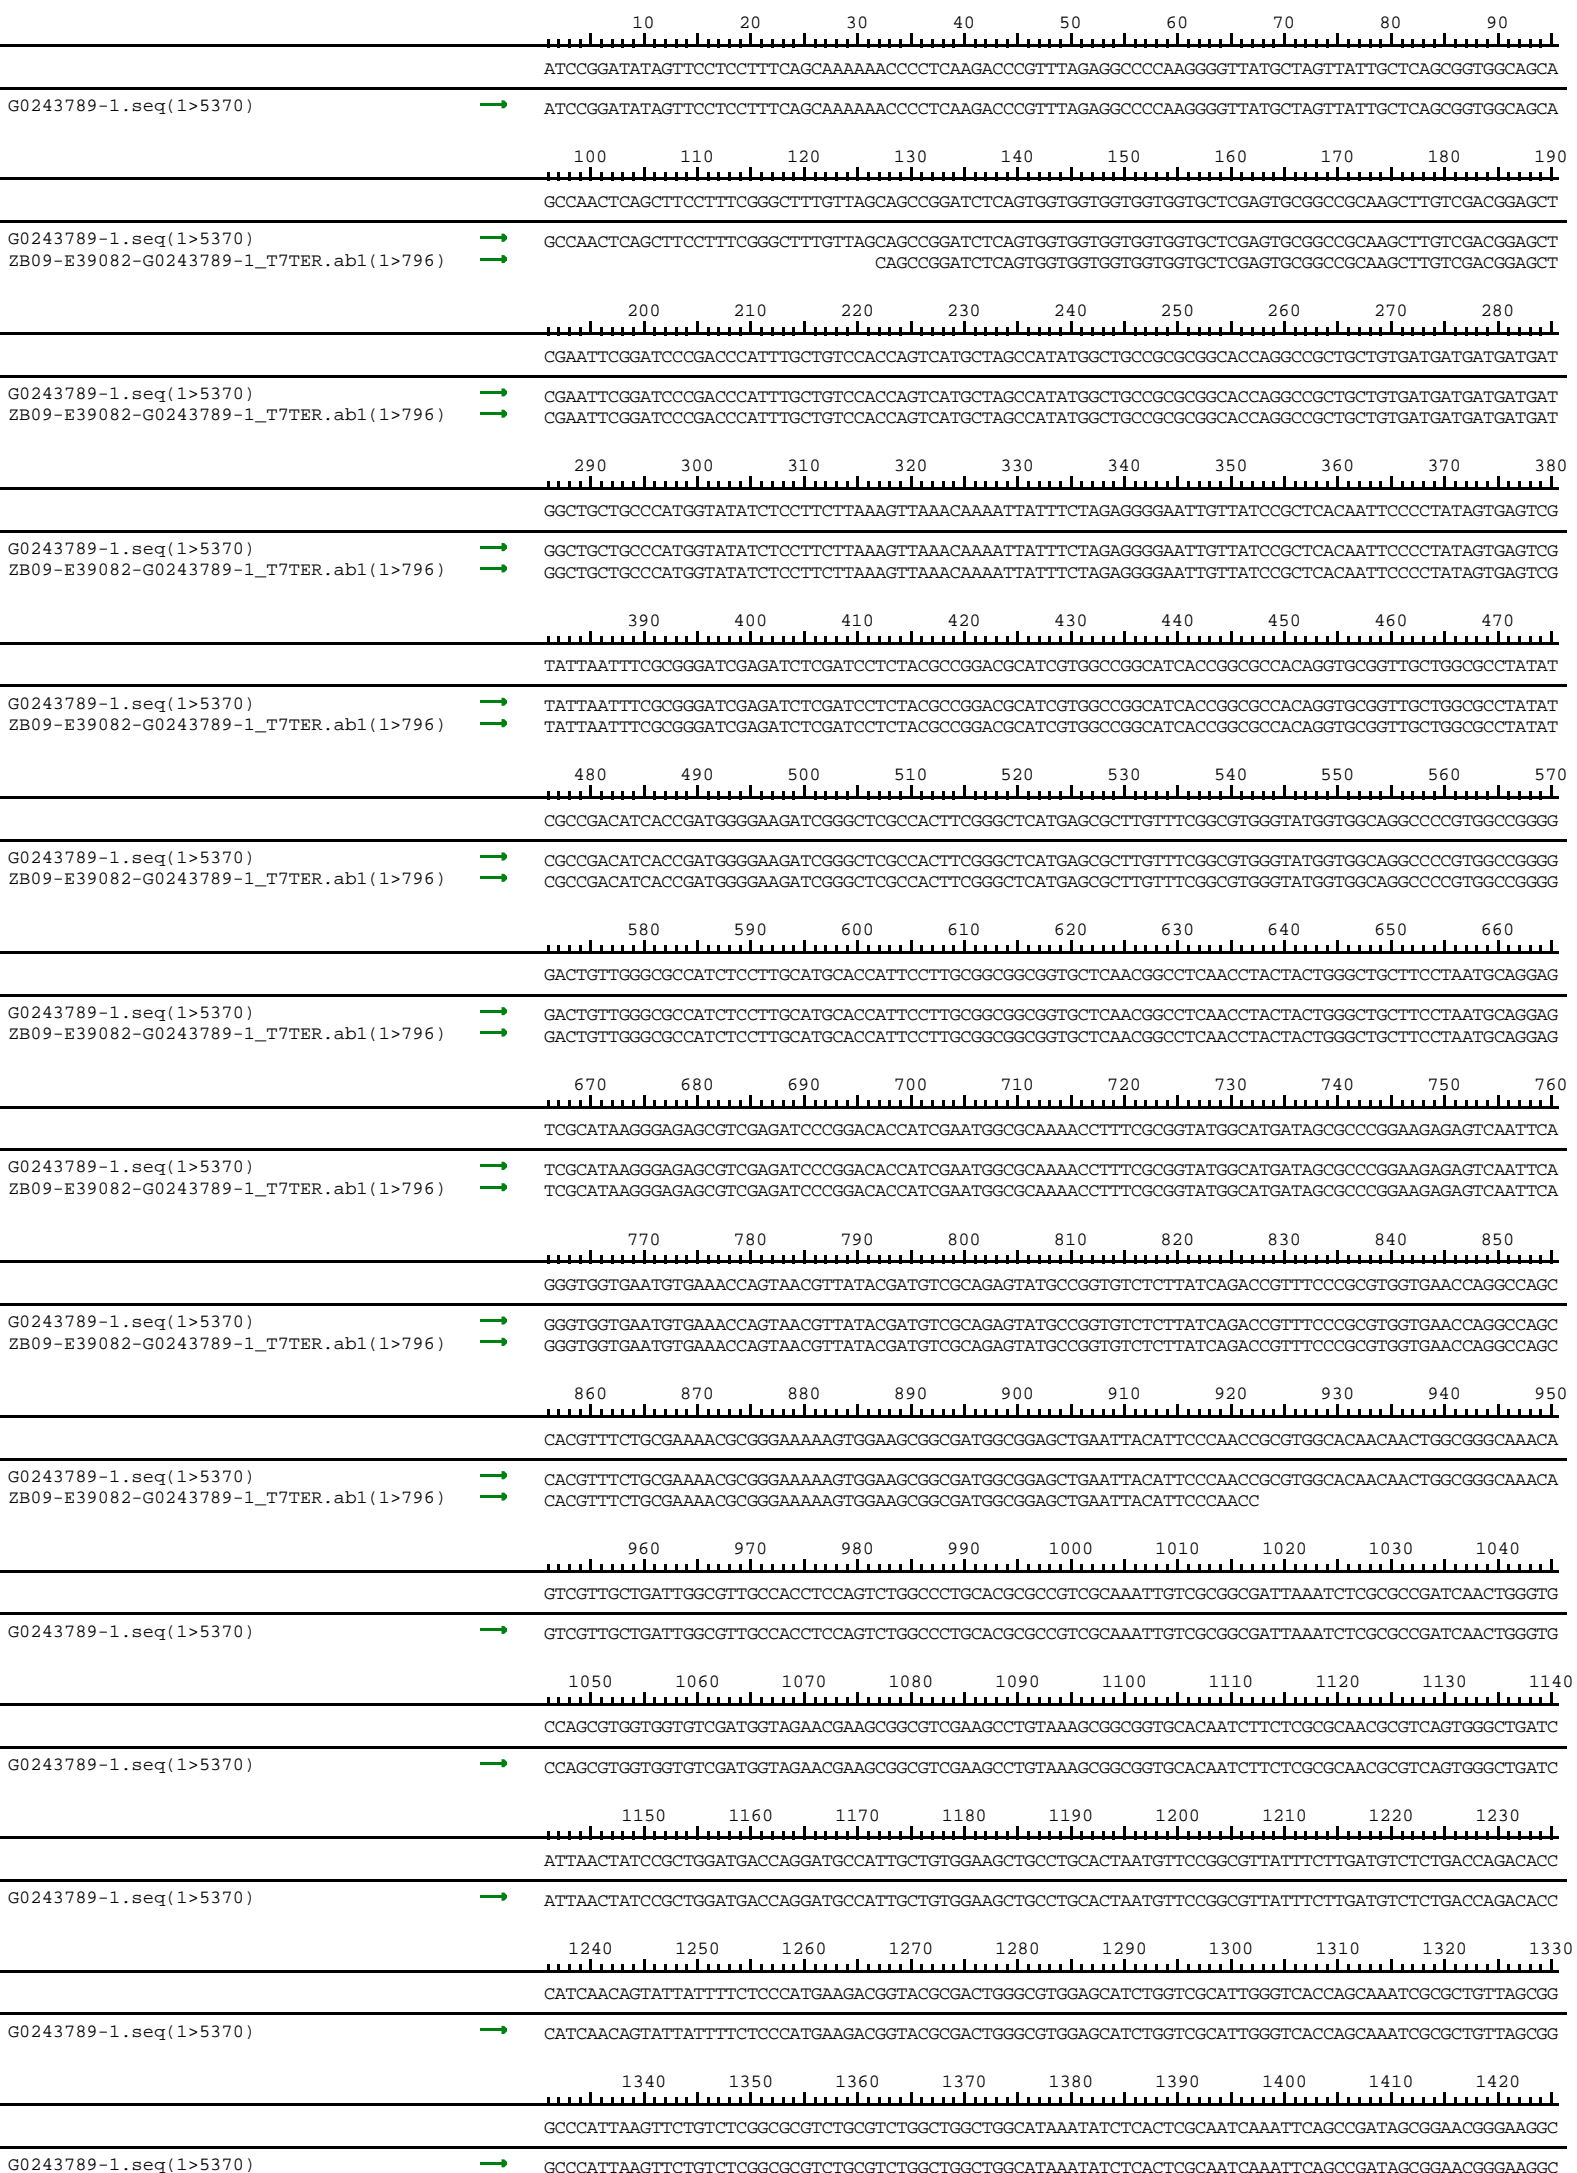 10 20 30 40 50 60 70 80 90
ATCCGGATATAGTTCCTCCTTTCAGCAAAAAACCCCTCAAGACCCGTTTAGAGGCCCCAAGGGGTTATGCTAGTTATTGCTCAGCGGTGGCAGCA
G0243789-1.seq(1>5370) ATCCGGATATAGTTCCTCCTTTCAGCAAAAAACCCCTCAAGACCCGTTTAGAGGCCCCAAGGGGTTATGCTAGTTATTGCTCAGCGGTGGCAGCA
100 110 120 130 140 150 160 170 180 190
GCCAACTCAGCTTCCTTTCGGGCTTTGTTAGCAGCCGGATCTCAGTGGTGGTGGTGGTGGTGCTCGAGTGCGGCCGCAAGCTTGTCGACGGAGCT
G0243789-1.seq(1>5370) GCCAACTCAGCTTCCTTTCGGGCTTTGTTAGCAGCCGGATCTCAGTGGTGGTGGTGGTGGTGCTCGAGTGCGGCCGCAAGCTTGTCGACGGAGCT
ZB09-E39082-G0243789-1_T7TER.ab1(1>796) CAGCCGGATCTCAGTGGTGGTGGTGGTGGTGCTCGAGTGCGGCCGCAAGCTTGTCGACGGAGCT
200 210 220 230 240 250 260 270 280
CGAATTCGGATCCCGACCCATTTGCTGTCCACCAGTCATGCTAGCCATATGGCTGCCGCGCGGCACCAGGCCGCTGCTGTGATGATGATGATGAT
G0243789-1.seq(1>5370) CGAATTCGGATCCCGACCCATTTGCTGTCCACCAGTCATGCTAGCCATATGGCTGCCGCGCGGCACCAGGCCGCTGCTGTGATGATGATGATGAT
ZB09-E39082-G0243789-1_T7TER.ab1(1>796) CGAATTCGGATCCCGACCCATTTGCTGTCCACCAGTCATGCTAGCCATATGGCTGCCGCGCGGCACCAGGCCGCTGCTGTGATGATGATGATGAT
290 300 310 320 330 340 350 360 370 380
GGCTGCTGCCCATGGTATATCTCCTTCTTAAAGTTAAACAAAATTATTTCTAGAGGGGAATTGTTATCCGCTCACAATTCCCCTATAGTGAGTCG
G0243789-1.seq(1>5370) GGCTGCTGCCCATGGTATATCTCCTTCTTAAAGTTAAACAAAATTATTTCTAGAGGGGAATTGTTATCCGCTCACAATTCCCCTATAGTGAGTCG
ZB09-E39082-G0243789-1_T7TER.ab1(1>796) GGCTGCTGCCCATGGTATATCTCCTTCTTAAAGTTAAACAAAATTATTTCTAGAGGGGAATTGTTATCCGCTCACAATTCCCCTATAGTGAGTCG
390 400 410 420 430 440 450 460 470
TATTAATTTCGCGGGATCGAGATCTCGATCCTCTACGCCGGACGCATCGTGGCCGGCATCACCGGCGCCACAGGTGCGGTTGCTGGCGCCTATAT
G0243789-1.seq(1>5370) TATTAATTTCGCGGGATCGAGATCTCGATCCTCTACGCCGGACGCATCGTGGCCGGCATCACCGGCGCCACAGGTGCGGTTGCTGGCGCCTATAT
ZB09-E39082-G0243789-1_T7TER.ab1(1>796) TATTAATTTCGCGGGATCGAGATCTCGATCCTCTACGCCGGACGCATCGTGGCCGGCATCACCGGCGCCACAGGTGCGGTTGCTGGCGCCTATAT
480 490 500 510 520 530 540 550 560 570
CGCCGACATCACCGATGGGGAAGATCGGGCTCGCCACTTCGGGCTCATGAGCGCTTGTTTCGGCGTGGGTATGGTGGCAGGCCCCGTGGCCGGGG
G0243789-1.seq(1>5370) CGCCGACATCACCGATGGGGAAGATCGGGCTCGCCACTTCGGGCTCATGAGCGCTTGTTTCGGCGTGGGTATGGTGGCAGGCCCCGTGGCCGGGG
ZB09-E39082-G0243789-1_T7TER.ab1(1>796) CGCCGACATCACCGATGGGGAAGATCGGGCTCGCCACTTCGGGCTCATGAGCGCTTGTTTCGGCGTGGGTATGGTGGCAGGCCCCGTGGCCGGGG
580 590 600 610 620 630 640 650 660
GACTGTTGGGCGCCATCTCCTTGCATGCACCATTCCTTGCGGCGGCGGTGCTCAACGGCCTCAACCTACTACTGGGCTGCTTCCTAATGCAGGAG
G0243789-1.seq(1>5370) GACTGTTGGGCGCCATCTCCTTGCATGCACCATTCCTTGCGGCGGCGGTGCTCAACGGCCTCAACCTACTACTGGGCTGCTTCCTAATGCAGGAG
ZB09-E39082-G0243789-1_T7TER.ab1(1>796) GACTGTTGGGCGCCATCTCCTTGCATGCACCATTCCTTGCGGCGGCGGTGCTCAACGGCCTCAACCTACTACTGGGCTGCTTCCTAATGCAGGAG
670 680 690 700 710 720 730 740 750 760
TCGCATAAGGGAGAGCGTCGAGATCCCGGACACCATCGAATGGCGCAAAACCTTTCGCGGTATGGCATGATAGCGCCCGGAAGAGAGTCAATTCA
G0243789-1.seq(1>5370) TCGCATAAGGGAGAGCGTCGAGATCCCGGACACCATCGAATGGCGCAAAACCTTTCGCGGTATGGCATGATAGCGCCCGGAAGAGAGTCAATTCA
ZB09-E39082-G0243789-1_T7TER.ab1(1>796) TCGCATAAGGGAGAGCGTCGAGATCCCGGACACCATCGAATGGCGCAAAACCTTTCGCGGTATGGCATGATAGCGCCCGGAAGAGAGTCAATTCA
770 780 790 800 810 820 830 840 850
GGGTGGTGAATGTGAAACCAGTAACGTTATACGATGTCGCAGAGTATGCCGGTGTCTCTTATCAGACCGTTTCCCGCGTGGTGAACCAGGCCAGC
G0243789-1.seq(1>5370) GGGTGGTGAATGTGAAACCAGTAACGTTATACGATGTCGCAGAGTATGCCGGTGTCTCTTATCAGACCGTTTCCCGCGTGGTGAACCAGGCCAGC
ZB09-E39082-G0243789-1_T7TER.ab1(1>796) GGGTGGTGAATGTGAAACCAGTAACGTTATACGATGTCGCAGAGTATGCCGGTGTCTCTTATCAGACCGTTTCCCGCGTGGTGAACCAGGCCAGC
860 870 880 890 900 910 920 930 940 950
CACGTTTCTGCGAAAACGCGGGAAAAAGTGGAAGCGGCGATGGCGGAGCTGAATTACATTCCCAACCGCGTGGCACAACAACTGGCGGGCAAACA
G0243789-1.seq(1>5370) CACGTTTCTGCGAAAACGCGGGAAAAAGTGGAAGCGGCGATGGCGGAGCTGAATTACATTCCCAACCGCGTGGCACAACAACTGGCGGGCAAACA
ZB09-E39082-G0243789-1_T7TER.ab1(1>796) CACGTTTCTGCGAAAACGCGGGAAAAAGTGGAAGCGGCGATGGCGGAGCTGAATTACATTCCCAACC
960 970 980 990 1000 1010 1020 1030 1040
GTCGTTGCTGATTGGCGTTGCCACCTCCAGTCTGGCCCTGCACGCGCCGTCGCAAATTGTCGCGGCGATTAAATCTCGCGCCGATCAACTGGGTG
G0243789-1.seq(1>5370) GTCGTTGCTGATTGGCGTTGCCACCTCCAGTCTGGCCCTGCACGCGCCGTCGCAAATTGTCGCGGCGATTAAATCTCGCGCCGATCAACTGGGTG
1050 1060 1070 1080 1090 1100 1110 1120 1130 1140
CCAGCGTGGTGGTGTCGATGGTAGAACGAAGCGGCGTCGAAGCCTGTAAAGCGGCGGTGCACAATCTTCTCGCGCAACGCGTCAGTGGGCTGATC
G0243789-1.seq(1>5370) CCAGCGTGGTGGTGTCGATGGTAGAACGAAGCGGCGTCGAAGCCTGTAAAGCGGCGGTGCACAATCTTCTCGCGCAACGCGTCAGTGGGCTGATC
1150 1160 1170 1180 1190 1200 1210 1220 1230
ATTAACTATCCGCTGGATGACCAGGATGCCATTGCTGTGGAAGCTGCCTGCACTAATGTTCCGGCGTTATTTCTTGATGTCTCTGACCAGACACC
G0243789-1.seq(1>5370) ATTAACTATCCGCTGGATGACCAGGATGCCATTGCTGTGGAAGCTGCCTGCACTAATGTTCCGGCGTTATTTCTTGATGTCTCTGACCAGACACC
1240 1250 1260 1270 1280 1290 1300 1310 1320 1330
CATCAACAGTATTATTTTCTCCCATGAAGACGGTACGCGACTGGGCGTGGAGCATCTGGTCGCATTGGGTCACCAGCAAATCGCGCTGTTAGCGG
G0243789-1.seq(1>5370) CATCAACAGTATTATTTTCTCCCATGAAGACGGTACGCGACTGGGCGTGGAGCATCTGGTCGCATTGGGTCACCAGCAAATCGCGCTGTTAGCGG
1340 1350 1360 1370 1380 1390 1400 1410 1420
GCCCATTAAGTTCTGTCTCGGCGCGTCTGCGTCTGGCTGGCTGGCATAAATATCTCACTCGCAATCAAATTCAGCCGATAGCGGAACGGGAAGGC
G0243789-1.seq(1>5370) GCCCATTAAGTTCTGTCTCGGCGCGTCTGCGTCTGGCTGGCTGGCATAAATATCTCACTCGCAATCAAATTCAGCCGATAGCGGAACGGGAAGGC